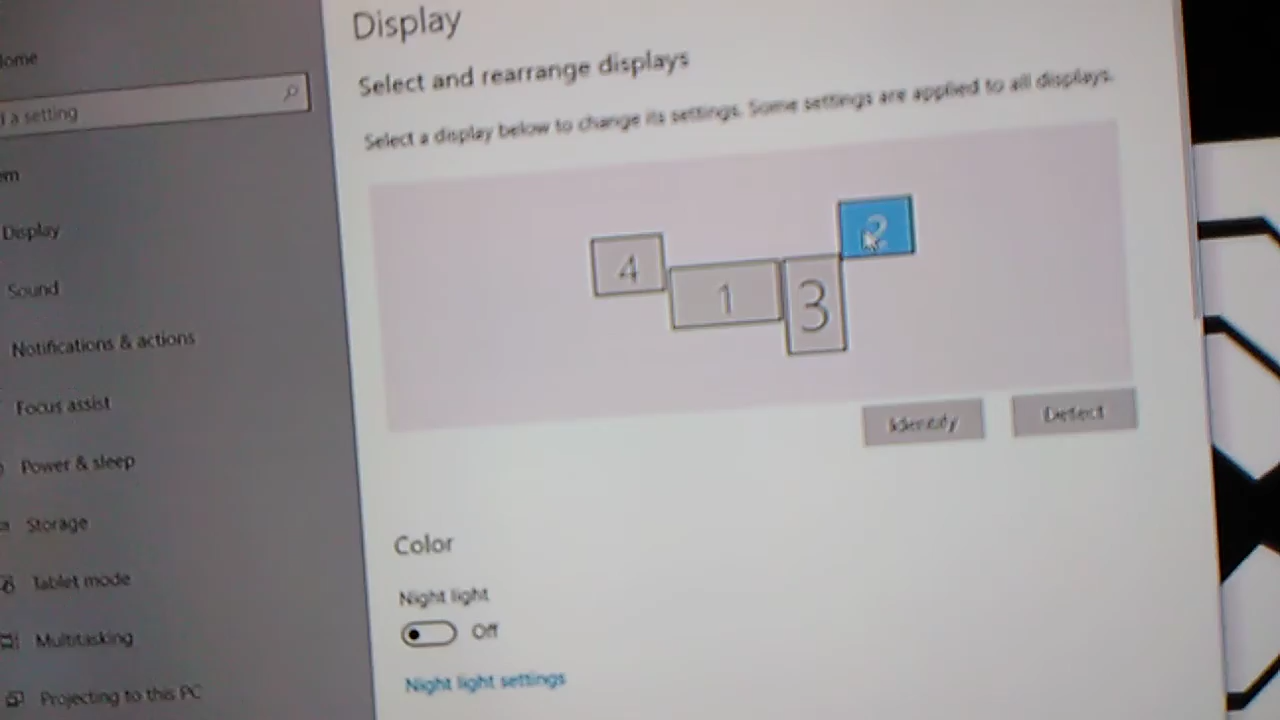 Display
Select and rearrange displays
Select a display below to change its settings. Some settings are applied to all displays.
4
1
3
2
Identify
Detect
Color
Night light
Off
Night light settings
Home
a setting
Display
Sound
Notifications & actions
Focus assist
Power & sleep
Storage
Tablet mode
Multitasking
Projecting to this PC